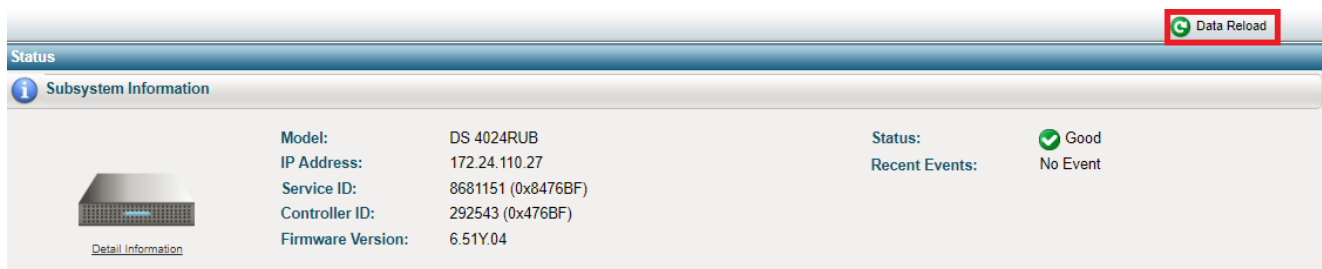 Data Reload
Status
Subsystem Information
Model: DS 4024RUB Status: Good
IP Address: 172.24.110.27 Recent Events: No Event
Service ID: 8681151 (0x8476BF)
Controller ID: 292543 (0x476BF)
Firmware Version: 6.51Y.04
Detail Information